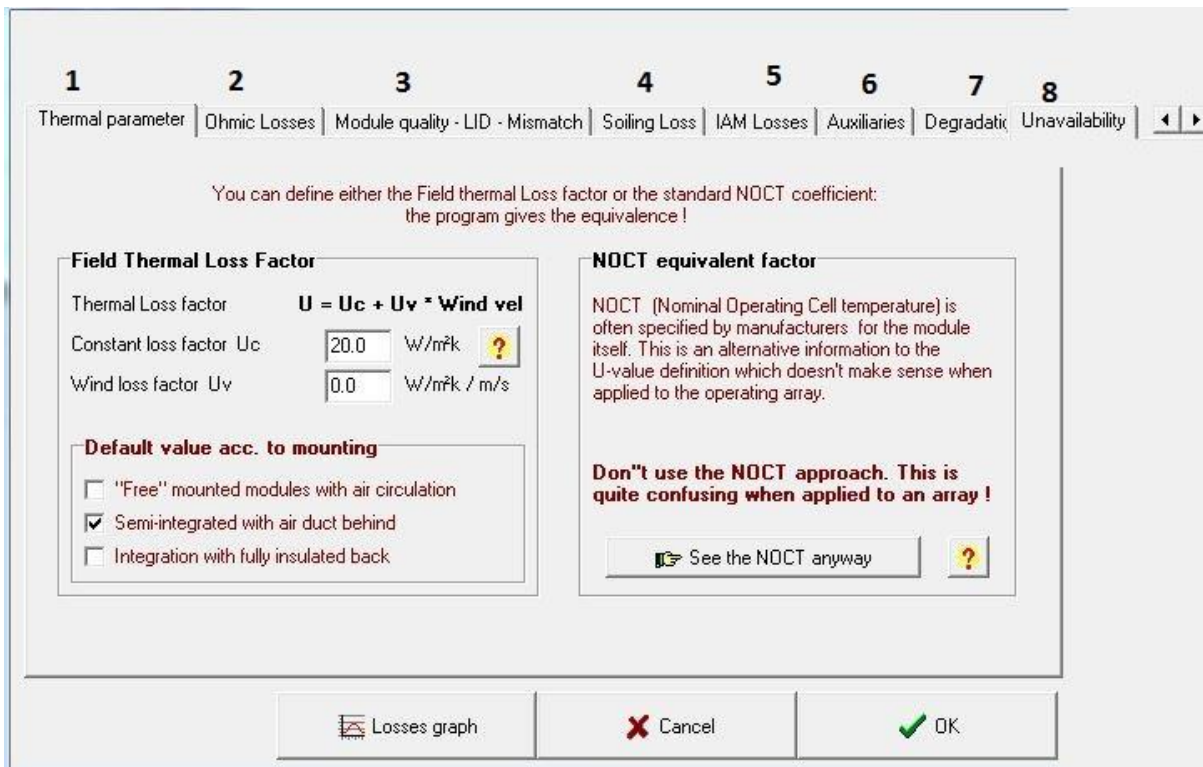 1 2 3 4 5 6 7 8
Thermal parameter Ohmic Losses Module quality - LID - Mismatch Soiling Loss IAM Losses Auxiliaries Degradatic Unavailability
You can define either the Field thermal Loss factor or the standard NOCT coefficient:
the program gives the equivalence !
Field Thermal Loss Factor
Thermal Loss factor U = Uc + Uv * Wind vel
Constant loss factor Uc 20.0 W/m²k ?
Wind loss factor Uv 0.0 W/m²k / m/s
Default value acc. to mounting
"Free" mounted modules with air circulation
Semi-integrated with air duct behind
Integration with fully insulated back
NOCT equivalent factor
NOCT (Nominal Operating Cell temperature) is
often specified by manufacturers for the module
itself. This is an alternative information to the
U-value definition which doesn't make sense when
applied to the operating array.
Don''t use the NOCT approach. This is
quite confusing when applied to an array !
See the NOCT anyway ?
Losses graph Cancel OK